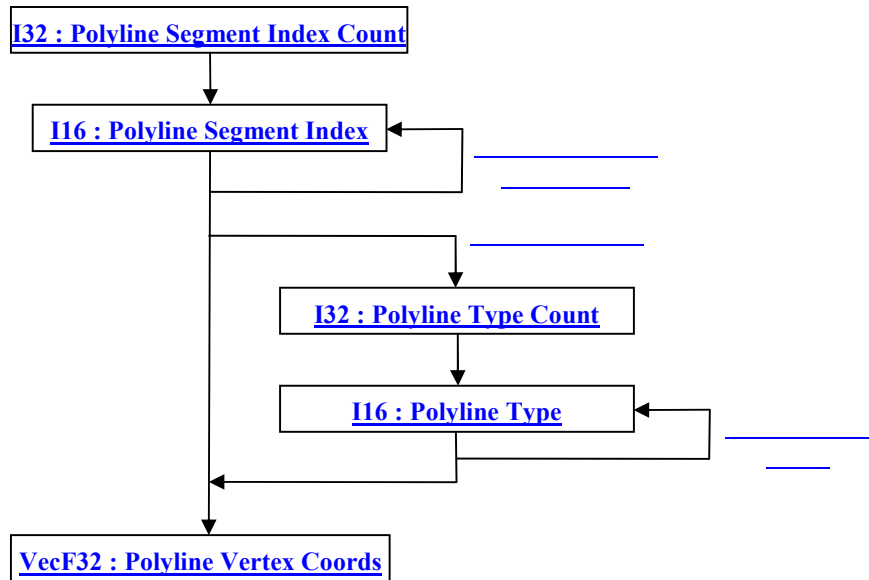 I32 : Polyline Segment Index Count
I16 : Polyline Segment Index
I32 : Polyline Type Count
I16 : Polyline Type
VecF32 : Polyline Vertex Coords